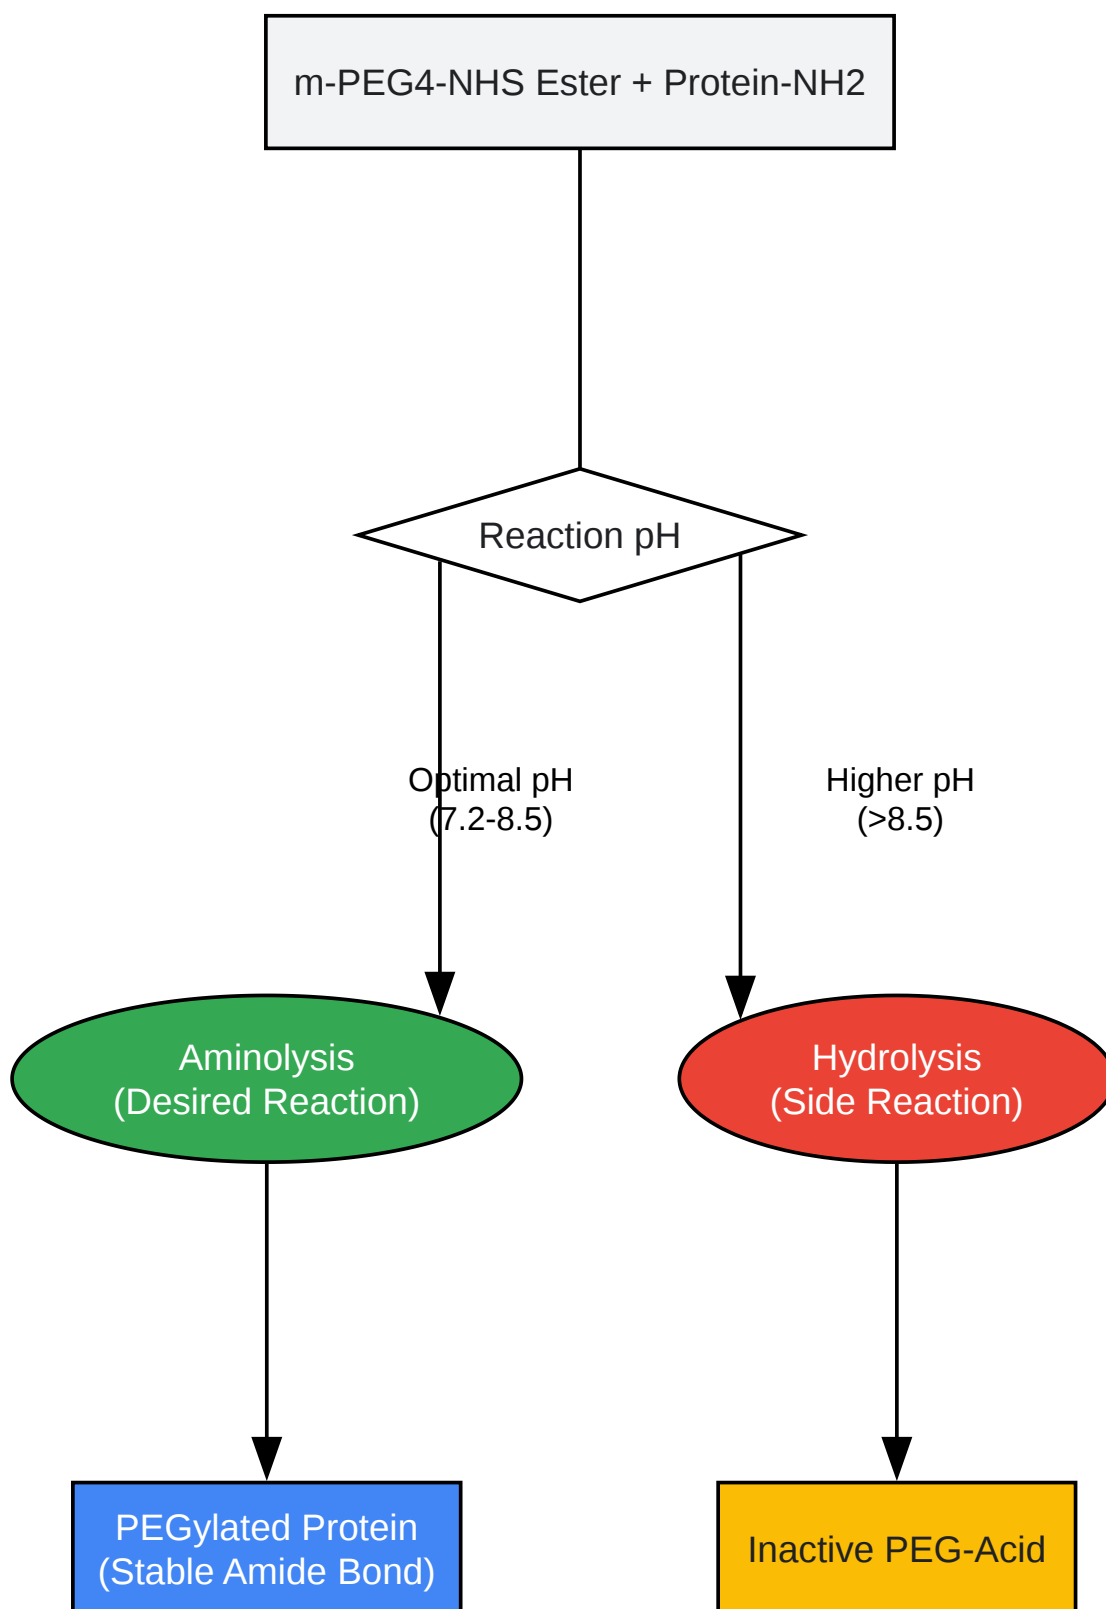 m-PEG4-NHS Ester + Protein-NH2
Reaction pH
Optimal pH
(7.2-8.5)
Higher pH
(>8.5)
Aminolysis
(Desired Reaction)
Hydrolysis
(Side Reaction)
PEGylated Protein
(Stable Amide Bond)
Inactive PEG-Acid